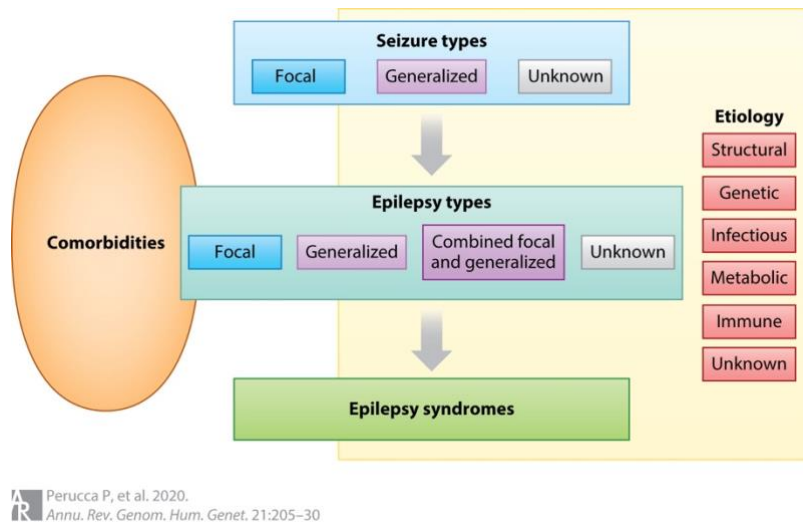 Seizure types
Focal
Generalized
Unknown
Etiology
Structural
Genetic
Infectious
Metabolic
Immune
Unknown
Comorbidities
Epilepsy types
Focal
Generalized
Combined focal
and generalized
Unknown
Epilepsy syndromes
AR
Perucca P, et al. 2020.
Annu. Rev. Genom. Hum. Genet. 21:205–30